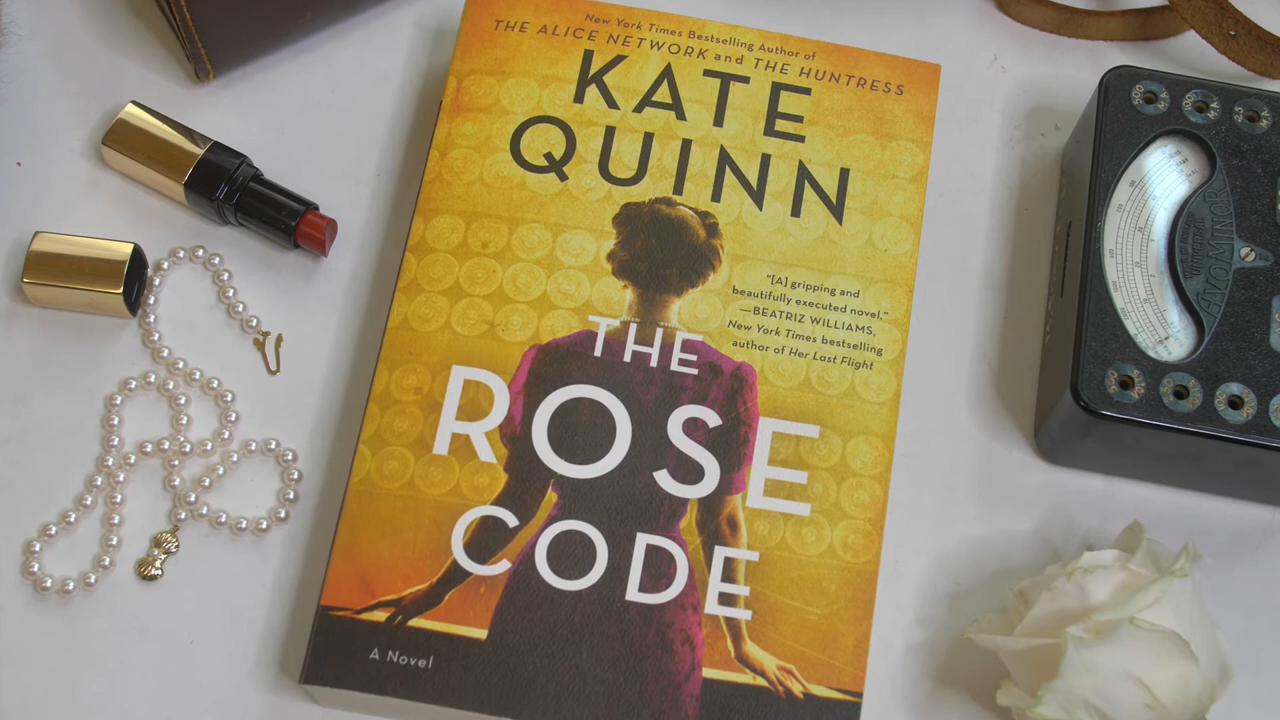 New York Times Bestselling Author of
THE ALICE NETWORK and THE HUNTRESS
KATE
QUINN
"[A] gripping and
beautifully executed novel."
—BEATRIZ WILLIAMS,
New York Times bestselling
author of Her Last Flight
THE
ROSE
CODE
A Novel
AVOMINOR